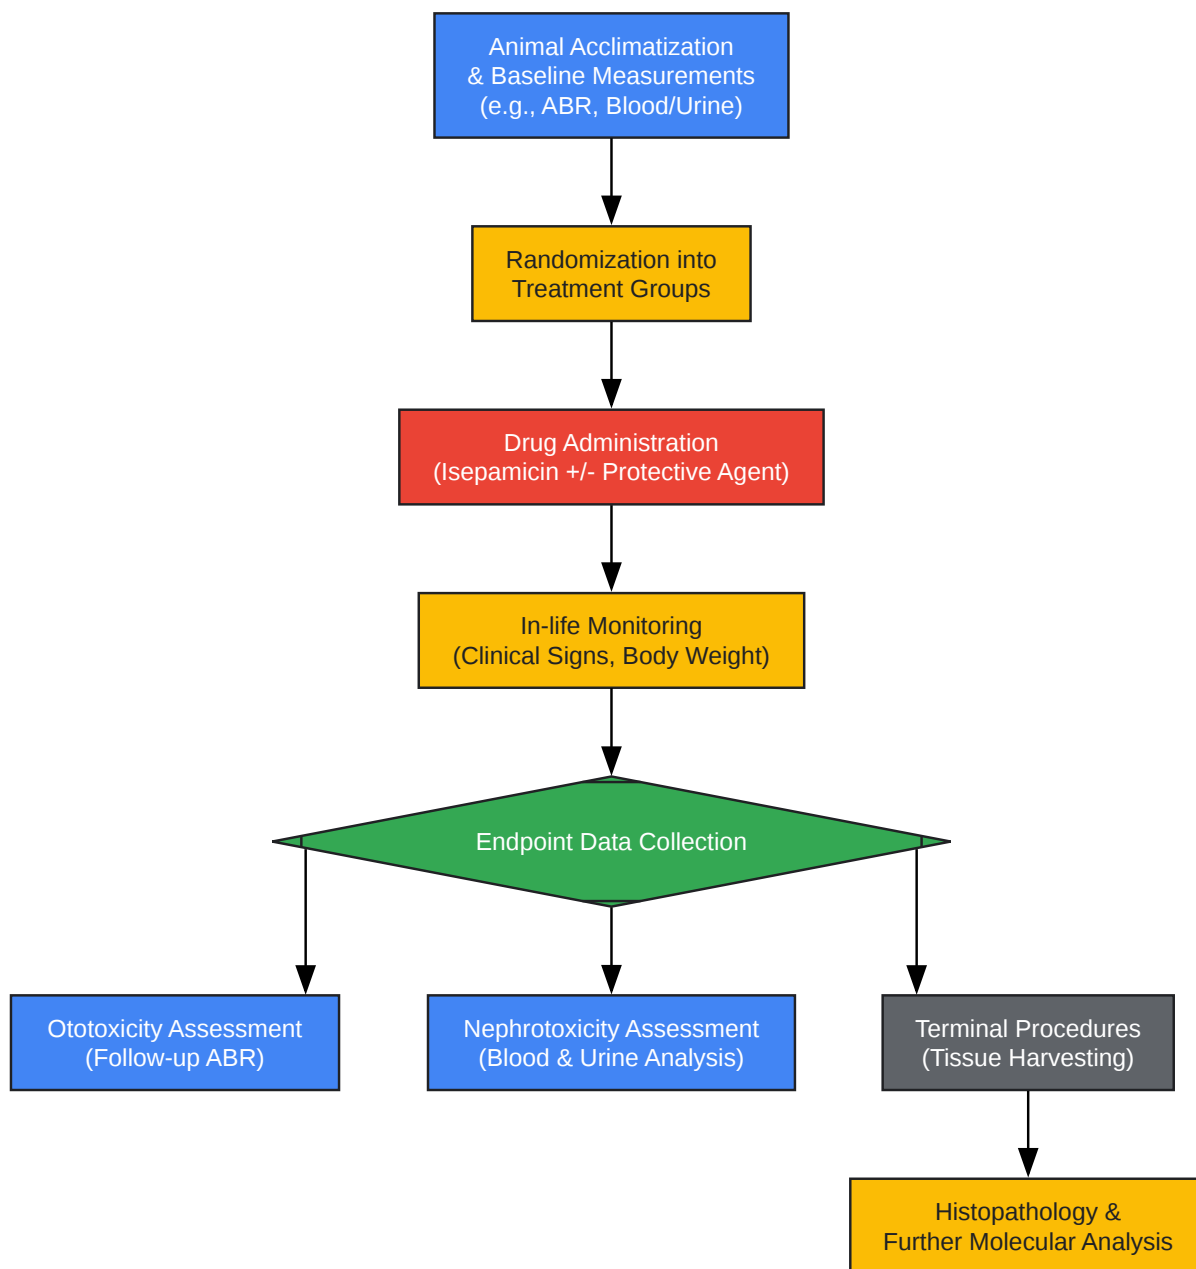 Animal Acclimatization
& Baseline Measurements
(e.g., ABR, Blood/Urine)
Randomization into
Treatment Groups
Drug Administration
(Isepamicin +/- Protective Agent)
In-life Monitoring
(Clinical Signs, Body Weight)
Endpoint Data Collection
Ototoxicity Assessment
(Follow-up ABR)
Nephrotoxicity Assessment
(Blood & Urine Analysis)
Terminal Procedures
(Tissue Harvesting)
Histopathology &
Further Molecular Analysis